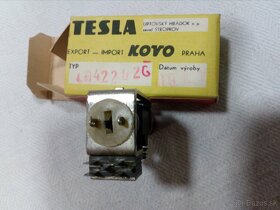 TESLA
LIPTOVSKÝ HRÁDOK n. p.
závod STROPKOV
EXPORT — IMPORT KOVO PRAHA
TYP
Datum výroby